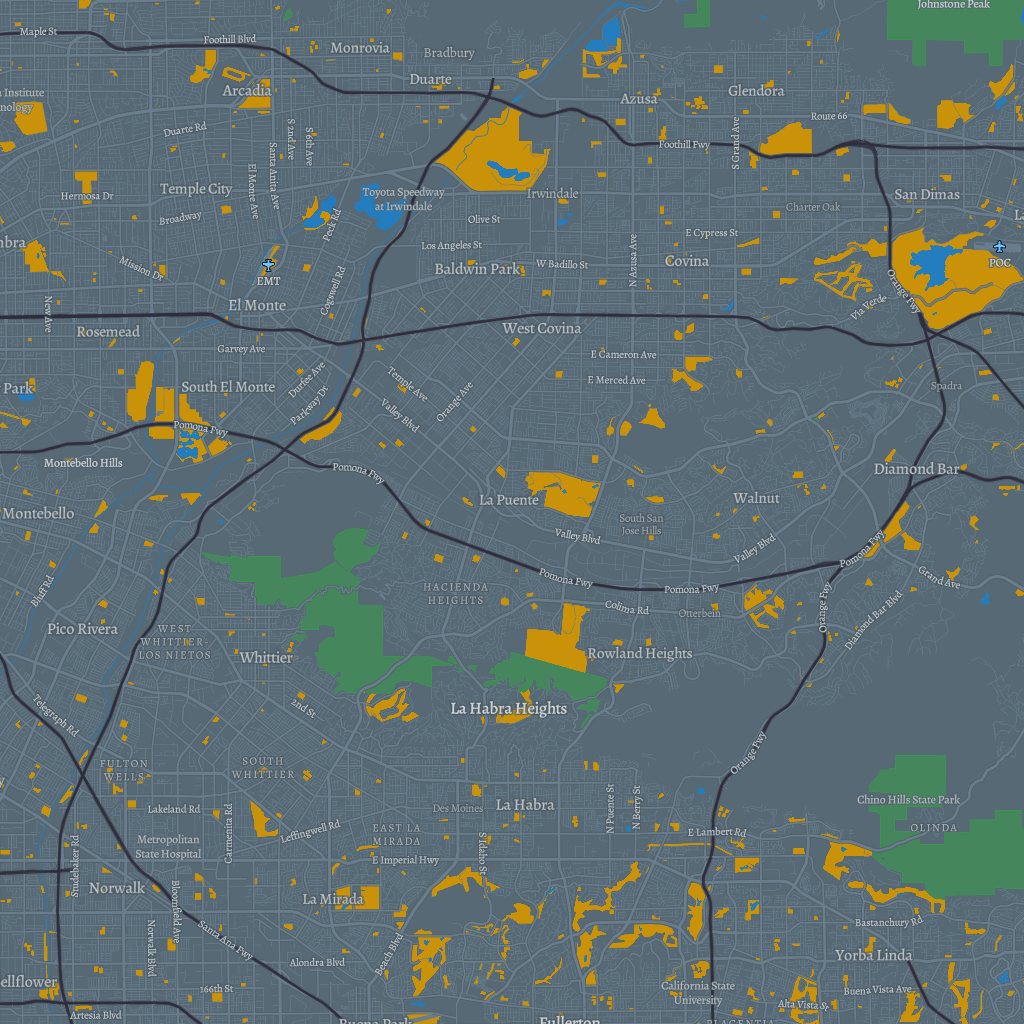 Johnstone Peak
Maple St
Foothill Blvd
Monrovia
Bradbury
Duarte
Arcadia
Azusa
Glendora
Institute
nology
Route 66
Duarte Rd
S 2nd Ave
S 6th Ave
Santa Anita Ave
El Monte Ave
S Grand Ave
Foothill Fwy
Hermosa Dr
Temple City
Toyota Speedway
at Irwindale
Irwindale
San Dimas
Charter Oak
La
Broadway
Peck Rd
Olive St
E Cypress St
bra
Los Angeles St
N Azusa Ave
Mission Dr
EMT
Baldwin Park
W Badillo St
Covina
POC
Cogswell Rd
Orange Fwy
New Ave
El Monte
Via Verde
Rosemead
West Covina
Garvey Ave
E Cameron Ave
Park
South El Monte
Durfee Ave
Parkway Dr
Temple Ave
Orange Ave
E Merced Ave
Spadra
Valley Blvd
Pomona Fwy
Montebello Hills
Pomona Fwy
Diamond Bar
La Puente
Walnut
Montebello
South San
Jose Hills
Valley Blvd
Valley Blvd
Pomona Fwy
Bluff Rd
HACIENDA
HEIGHTS
Pomona Fwy
Pomona Fwy
Grand Ave
Colima Rd
Otterbein
Orange Fwy
Diamond Bar Blvd
Pico Rivera
WEST
WHITTIER-
LOS NIETOS
Whittier
Rowland Heights
2nd St
La Habra Heights
Telegraph Rd
Orange Fwy
FULTON
WELLS
SOUTH
WHITTIER
Chino Hills State Park
Lakeland Rd
Des Moines
La Habra
N Puente St
N Berry St
OLINDA
Carmenita Rd
Leffingwell Rd
EAST LA
MIRADA
E Lambert Rd
Metropolitan
State Hospital
Idaho St
E Imperial Hwy
Studebaker Rd
Norwalk
La Mirada
Bloomfield Ave
Norwalk Blvd
Santa Ana Fwy
Beach Blvd
Bastanchury Rd
Alondra Blvd
Yorba Linda
ellflower
166th St
California State
University
Buena Vista Ave
Alta Vista St
Artesia Blvd
Buena Park
Fullerton
PLACENTIA